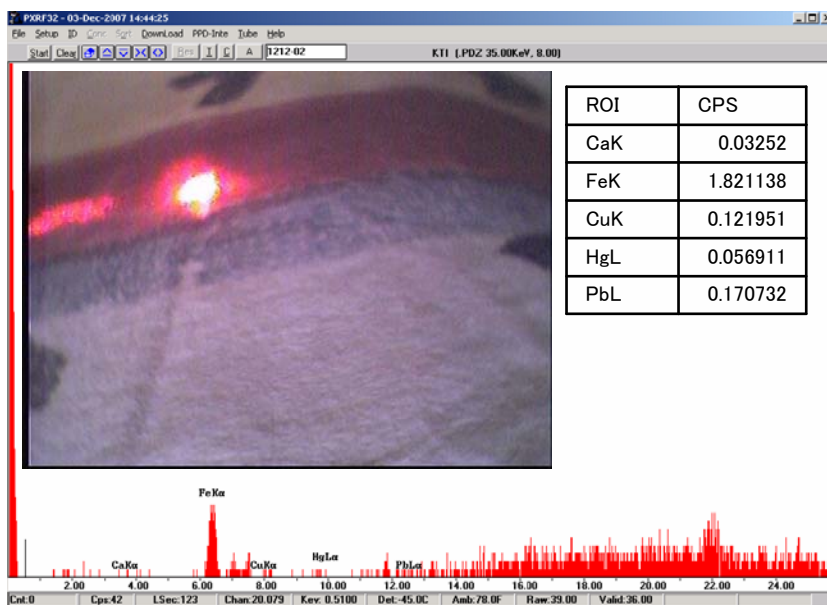 PXRF32 - 03-Dec-2007 14:44:25
File Setup ID Conc Sqrt DownLoad PPD-Inte Tube Help
Start Clear Res I C A 1212-02 KTI (.PDZ 35.00KeV, 8.00)
ROI CPS
CaK 0.03252
FeK 1.821138
CuK 0.121951
HgL 0.056911
PbL 0.170732
FeKα
CaKα CuKα HgLα PbLα
2.00 4.00 6.00 8.00 10.00 12.00 14.00 16.00 18.00 20.00 22.00 24.00
Cnt:0 Cps:42 LSec:123 Chan:20.079 Kev: 0.5100 Det:-45.0C Amb:78.0F Raw:39.00 Valid:36.00